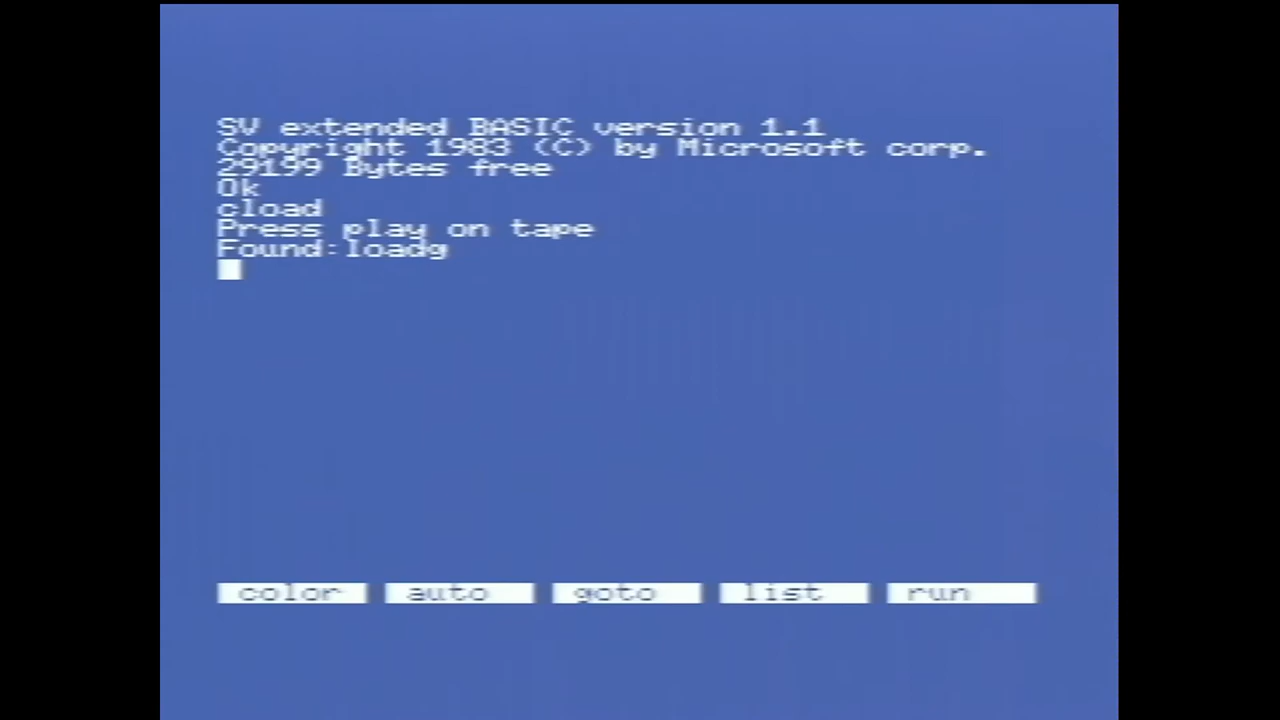 SV extended BASIC version 1.1
Copyright 1983 (C) by Microsoft corp.
29199 Bytes free
Ok
cload
Press play on tape
Found:loadg
color auto goto list run